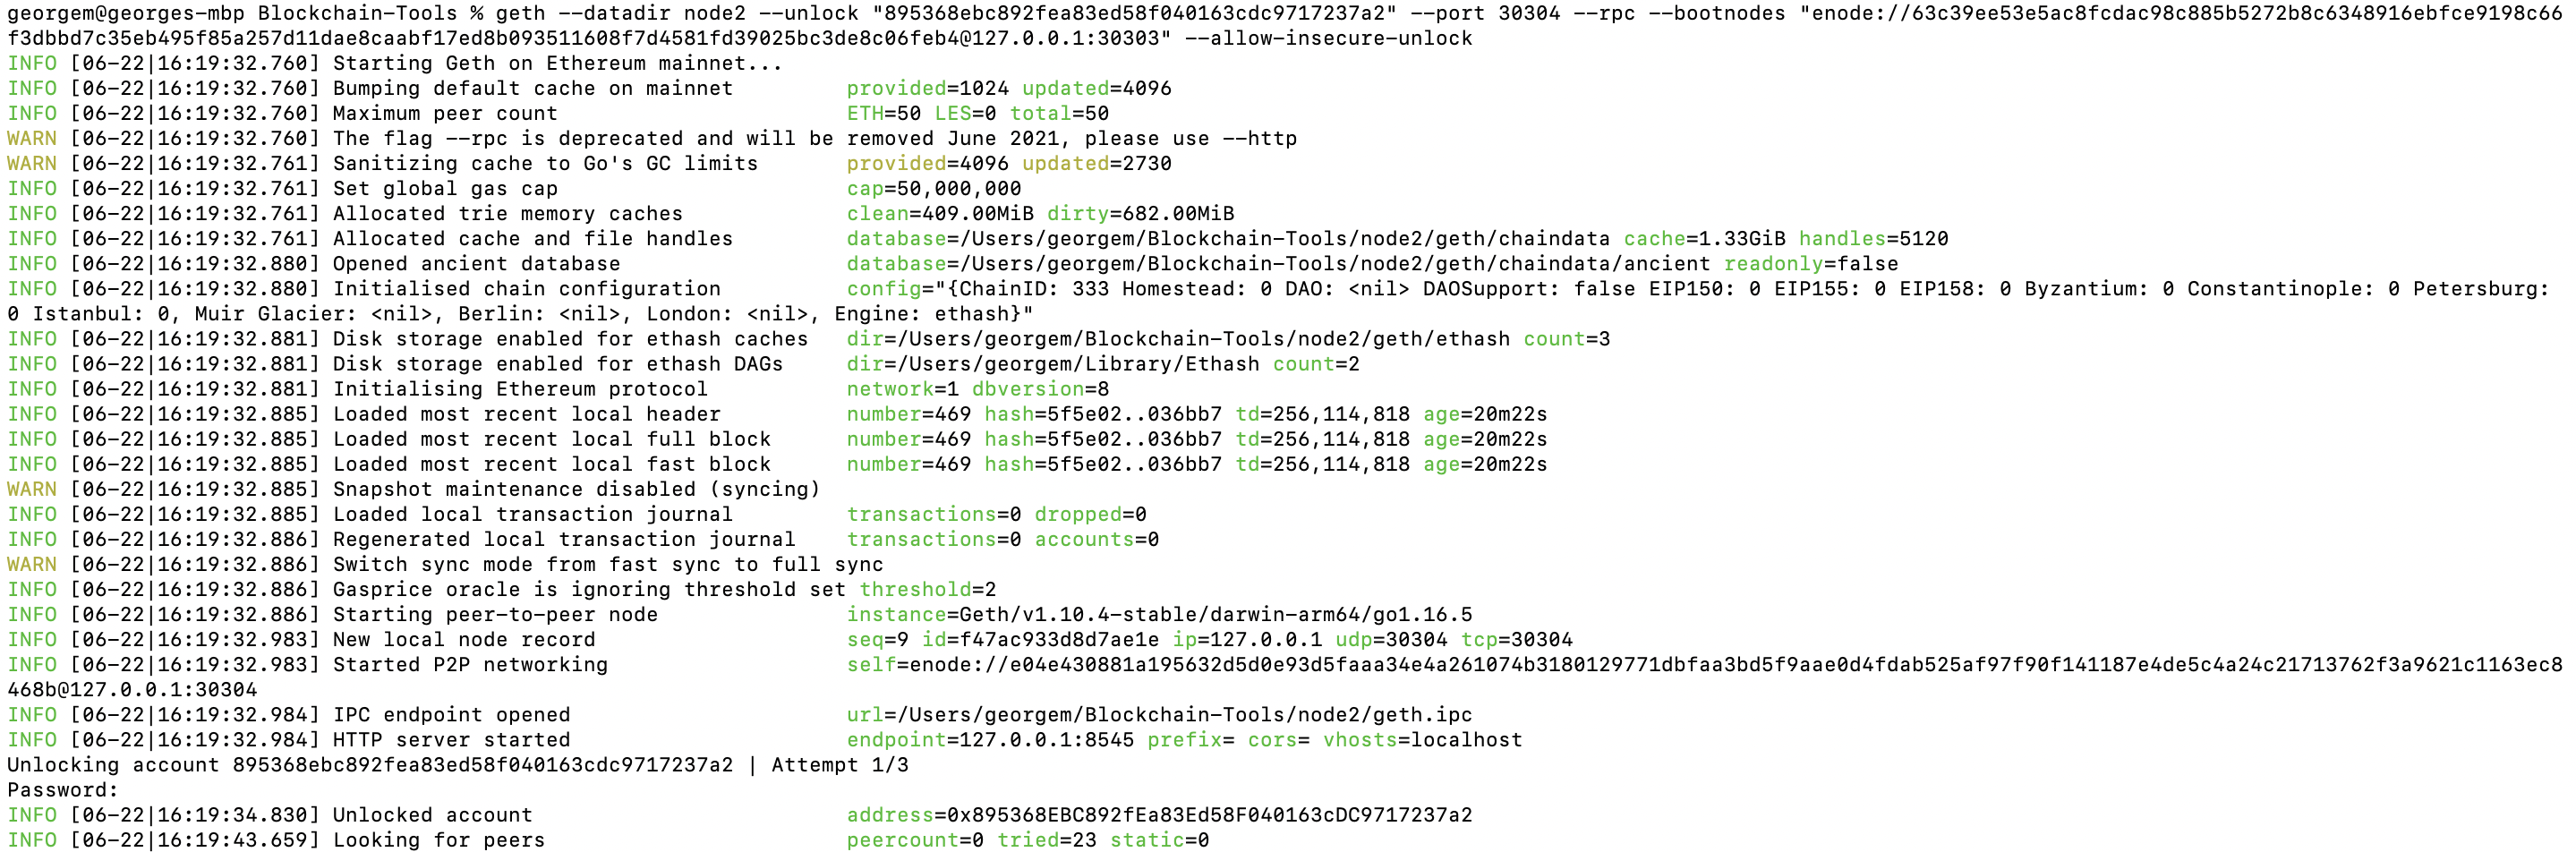 georgem@georges-mbp Blockchain-Tools % geth --datadir node2 --unlock "895368ebc892fea83ed58f040163cdc9717237a2" --port 30304 --rpc --bootnodes "enode://63c39ee53e5ac8fcdac98c885b5272b8c6348916ebfce9198c66
f3dbbd7c35eb495f85a257d11dae8caabf17ed8b093511608f7d4581fd39025bc3de8c06feb4@127.0.0.1:30303" --allow-insecure-unlock
INFO [06-22|16:19:32.760] Starting Geth on Ethereum mainnet...
INFO [06-22|16:19:32.760] Bumping default cache on mainnet         provided=1024 updated=4096
INFO [06-22|16:19:32.760] Maximum peer count                       ETH=50 LES=0 total=50
WARN [06-22|16:19:32.760] The flag --rpc is deprecated and will be removed June 2021, please use --http
WARN [06-22|16:19:32.761] Sanitizing cache to Go's GC limits       provided=4096 updated=2730
INFO [06-22|16:19:32.761] Set global gas cap                       cap=50,000,000
INFO [06-22|16:19:32.761] Allocated trie memory caches             clean=409.00MiB dirty=682.00MiB
INFO [06-22|16:19:32.761] Allocated cache and file handles         database=/Users/georgem/Blockchain-Tools/node2/geth/chaindata cache=1.33GiB handles=5120
INFO [06-22|16:19:32.880] Opened ancient database                  database=/Users/georgem/Blockchain-Tools/node2/geth/chaindata/ancient readonly=false
INFO [06-22|16:19:32.880] Initialised chain configuration          config="{ChainID: 333 Homestead: 0 DAO: <nil> DAOSupport: false EIP150: 0 EIP155: 0 EIP158: 0 Byzantium: 0 Constantinople: 0 Petersburg:
0 Istanbul: 0, Muir Glacier: <nil>, Berlin: <nil>, London: <nil>, Engine: ethash}"
INFO [06-22|16:19:32.881] Disk storage enabled for ethash caches   dir=/Users/georgem/Blockchain-Tools/node2/geth/ethash count=3
INFO [06-22|16:19:32.881] Disk storage enabled for ethash DAGs     dir=/Users/georgem/Library/Ethash count=2
INFO [06-22|16:19:32.881] Initialising Ethereum protocol           network=1 dbversion=8
INFO [06-22|16:19:32.885] Loaded most recent local header          number=469 hash=5f5e02..036bb7 td=256,114,818 age=20m22s
INFO [06-22|16:19:32.885] Loaded most recent local full block      number=469 hash=5f5e02..036bb7 td=256,114,818 age=20m22s
INFO [06-22|16:19:32.885] Loaded most recent local fast block      number=469 hash=5f5e02..036bb7 td=256,114,818 age=20m22s
WARN [06-22|16:19:32.885] Snapshot maintenance disabled (syncing)
INFO [06-22|16:19:32.885] Loaded local transaction journal         transactions=0 dropped=0
INFO [06-22|16:19:32.886] Regenerated local transaction journal    transactions=0 accounts=0
WARN [06-22|16:19:32.886] Switch sync mode from fast sync to full sync
INFO [06-22|16:19:32.886] Gasprice oracle is ignoring threshold set threshold=2
INFO [06-22|16:19:32.886] Starting peer-to-peer node               instance=Geth/v1.10.4-stable/darwin-arm64/go1.16.5
INFO [06-22|16:19:32.983] New local node record                    seq=9 id=f47ac933d8d7ae1e ip=127.0.0.1 udp=30304 tcp=30304
INFO [06-22|16:19:32.983] Started P2P networking                   self=enode://e04e430881a195632d5d0e93d5faaa34e4a261074b3180129771dbfaa3bd5f9aae0d4fdab525af97f90f141187e4de5c4a24c21713762f3a9621c1163ec8
468b@127.0.0.1:30304
INFO [06-22|16:19:32.984] IPC endpoint opened                      url=/Users/georgem/Blockchain-Tools/node2/geth.ipc
INFO [06-22|16:19:32.984] HTTP server started                      endpoint=127.0.0.1:8545 prefix= cors= vhosts=localhost
Unlocking account 895368ebc892fea83ed58f040163cdc9717237a2 | Attempt 1/3
Password:
INFO [06-22|16:19:34.830] Unlocked account                         address=0x895368EBC892fEa83Ed58F040163cDC9717237a2
INFO [06-22|16:19:43.659] Looking for peers                        peercount=0 tried=23 static=0